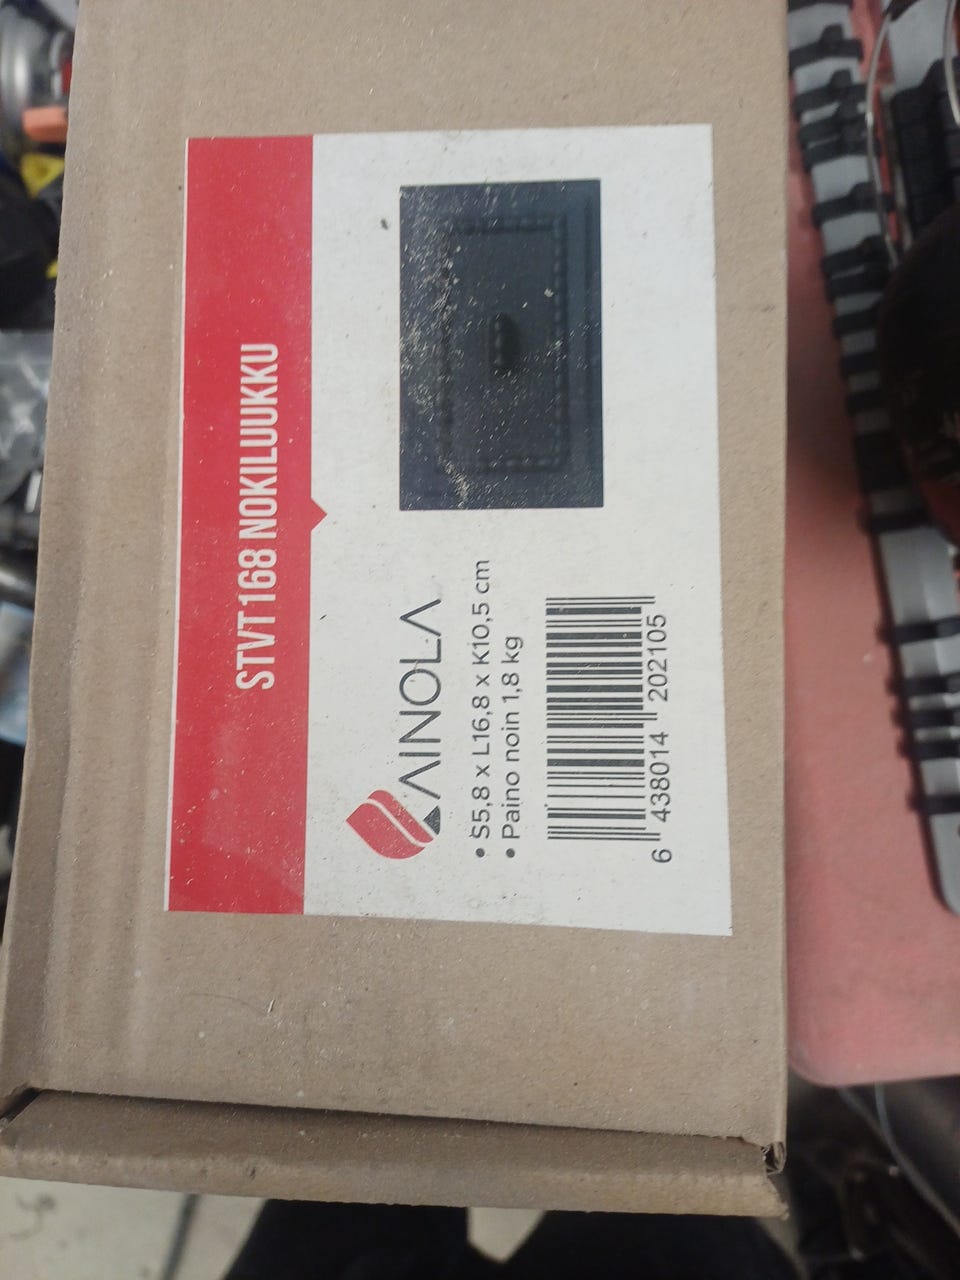 STVT168 NOKILUUKKU
AINOLA
• S5,8 x L16,8 x K10,5 cm
• Paino noin 1,8 kg
6 438014 202105